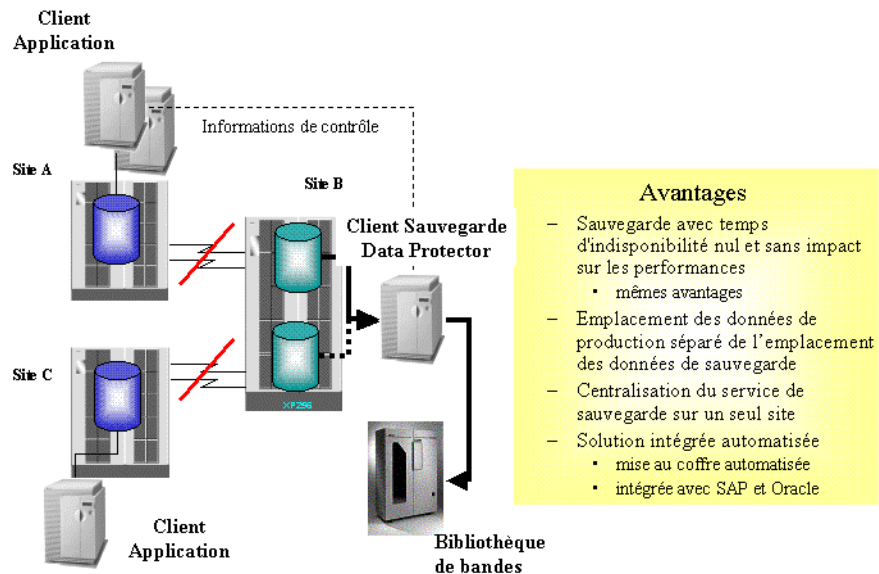 Client
Application
Informations de contrôle
Site A
Site B
Client Sauvegarde
Data Protector
Site C
XP256
Client
Application
Bibliothèque
de bandes
Avantages
– Sauvegarde avec temps
d'indisponibilité nul et sans impact
sur les performances
▪ mêmes avantages
– Emplacement des données de
production séparé de l'emplacement
des données de sauvegarde
– Centralisation du service de
sauvegarde sur un seul site
– Solution intégrée automatisée
▪ mise au coffre automatisée
▪ intégrée avec SAP et Oracle